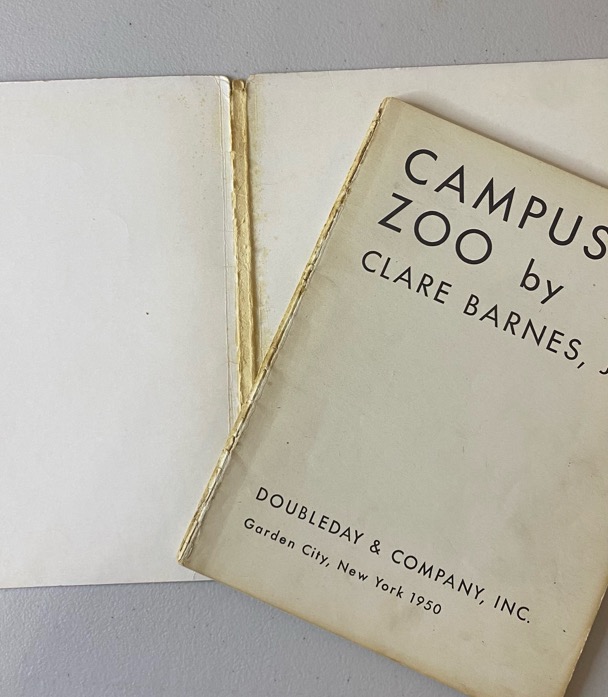 CAMPUS
ZOO by
CLARE BARNES, J
DOUBLEDAY & COMPANY, INC.
Garden City, New York 1950